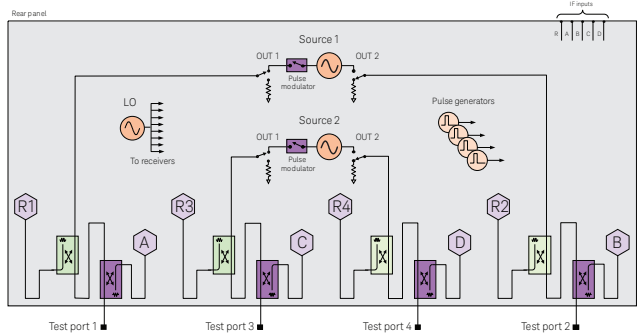 IF inputs
Rear panel
R A B C D
Source 1
OUT 1
OUT 2
Pulse
modulator
LO
To receivers
Pulse generators
Source 2
OUT 1
OUT 2
Pulse
modulator
R1
R3
R4
R2
A
C
D
B
Test port 1
Test port 3
Test port 4
Test port 2